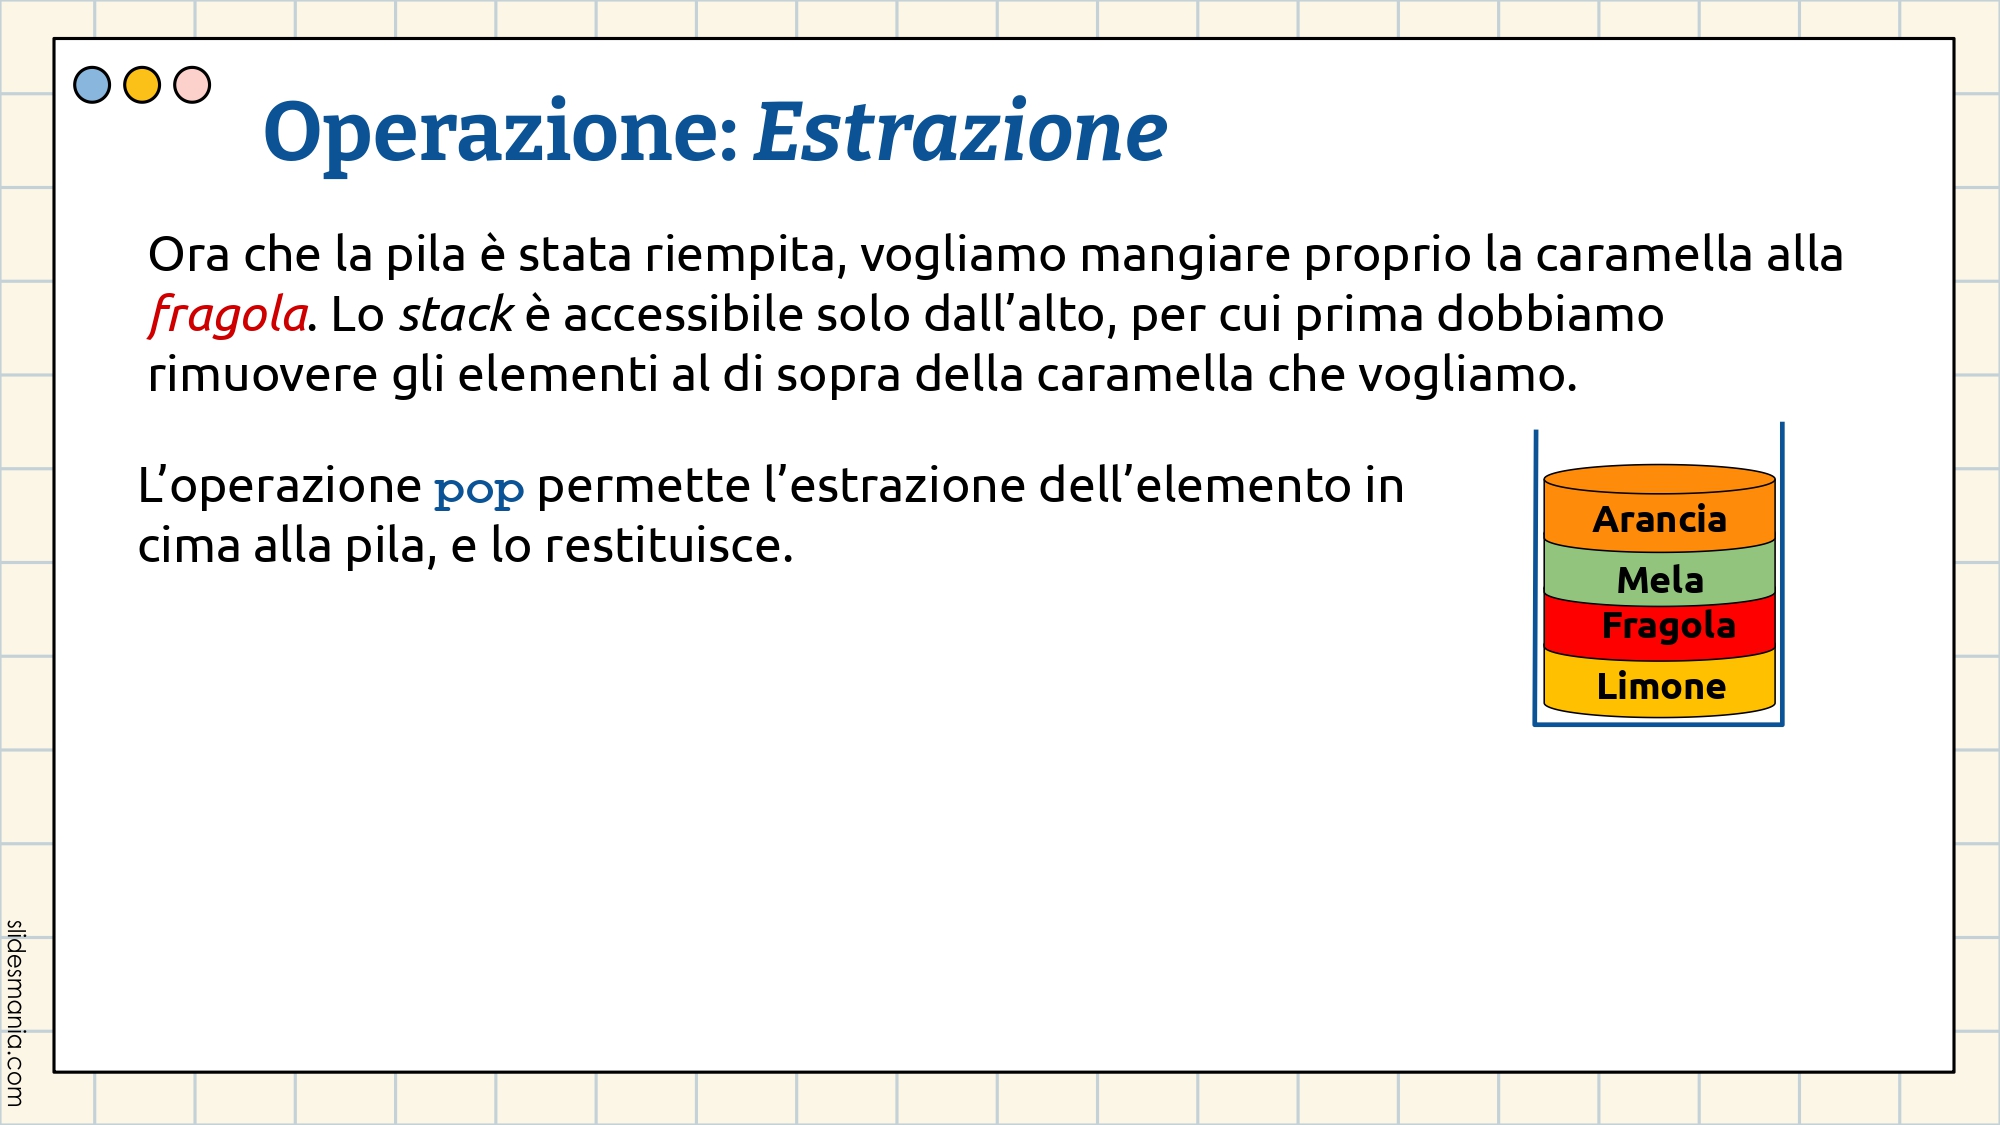 Operazione: Estrazione
Ora che la pila è stata riempita, vogliamo mangiare proprio la caramella alla
fragola. Lo stack è accessibile solo dall’alto, per cui prima dobbiamo
rimuovere gli elementi al di sopra della caramella che vogliamo.
L’operazione pop permette l’estrazione dell’elemento in
cima alla pila, e lo restituisce.
Arancia
Mela
Fragola
Limone
slidesmania.com